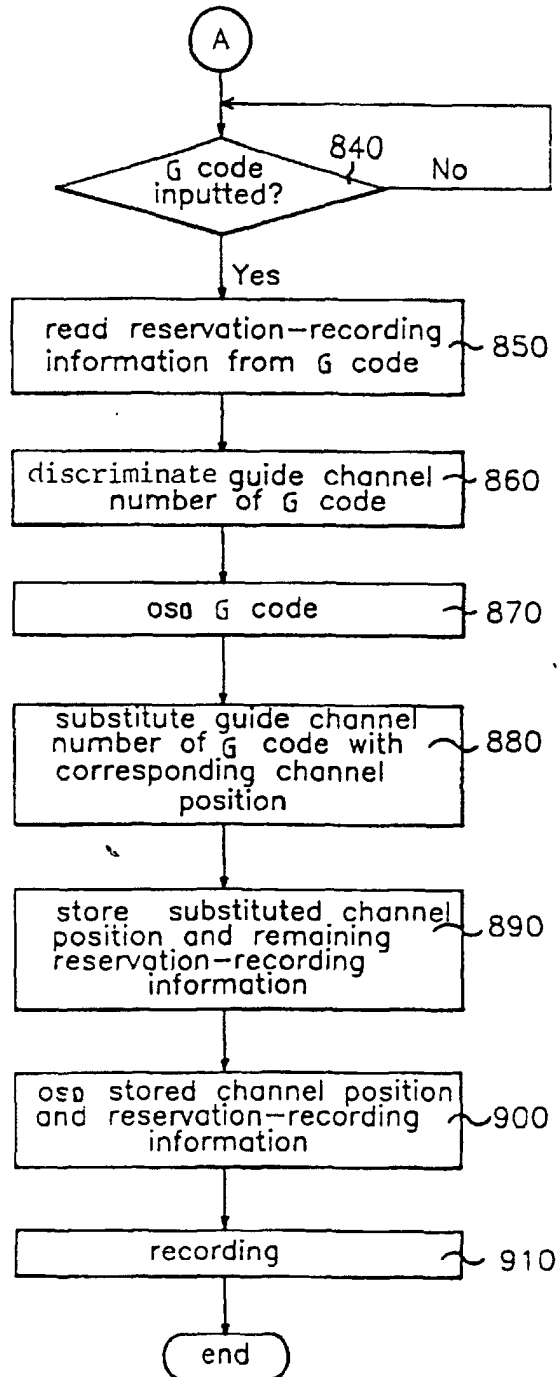 A
840
G code
inputted?
No
Yes
read reservation-recording
information from G code
850
discriminate guide channel
number of G code
860
OSD G code
870
substitute guide channel
number of G code with
corresponding channel
position
880
store substituted channel
position and remaining
reservation-recording
information
890
OSD stored channel position
and reservation-recording
information
900
recording
910
end